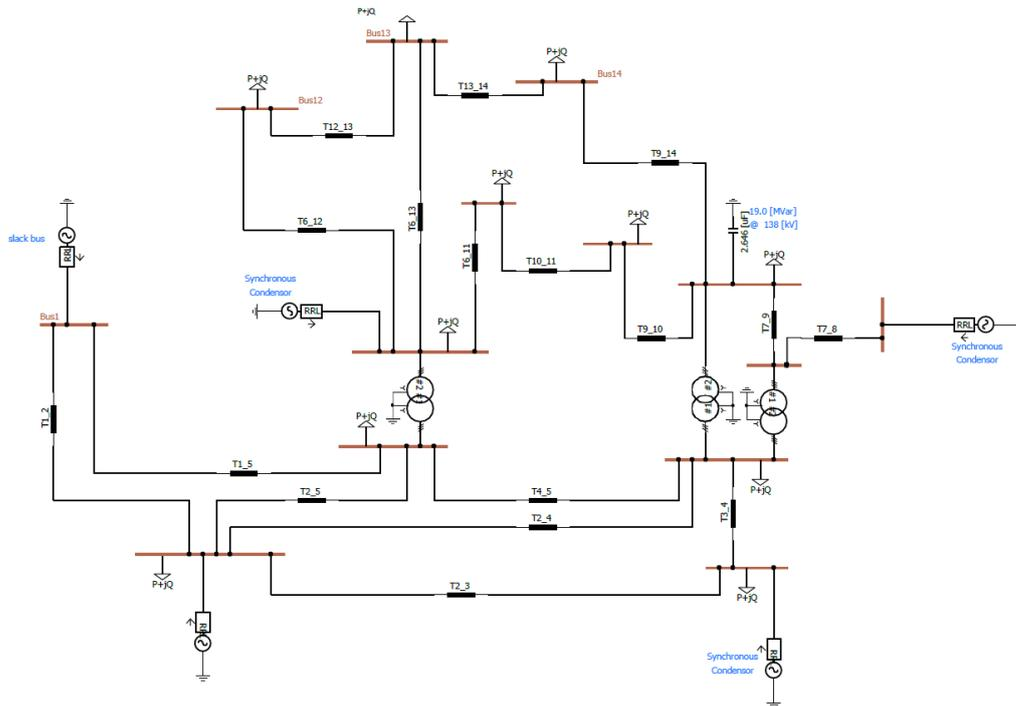 P+jQ
Bus13
P+jQ
Bus14
P+jQ
Bus12
T13_14
T12_13
T9_14
P+jQ
P+jQ
T6_12
T6_13
T6_11
T10_11
19.0 [MVar]
@ 138 [kV]
2.646 [uF]
P+jQ
slack bus
RRL
Synchronous
Condensor
RRL
P+jQ
Bus1
T9_10
T7_9
T7_8
RRL
Synchronous
Condensor
#2
#1
#2
#1
T1_2
P+jQ
T1_5
T2_5
T4_5
P+jQ
T2_4
T3_4
P+jQ
T2_3
P+jQ
Synchronous
Condensor